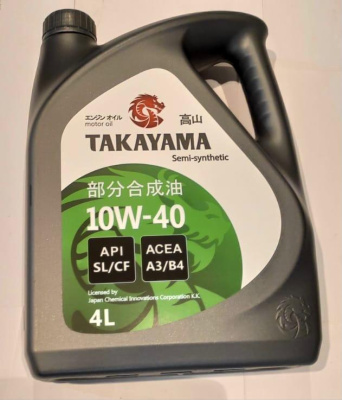 エンジン オイル
motor oil
高山
TAKAYAMA
Semi-synthetic
部分合成油
10W-40
API
SL/CF
ACEA
A3/B4
Licensed by
Japan Chemical Innovations Corporation K.K.
4L